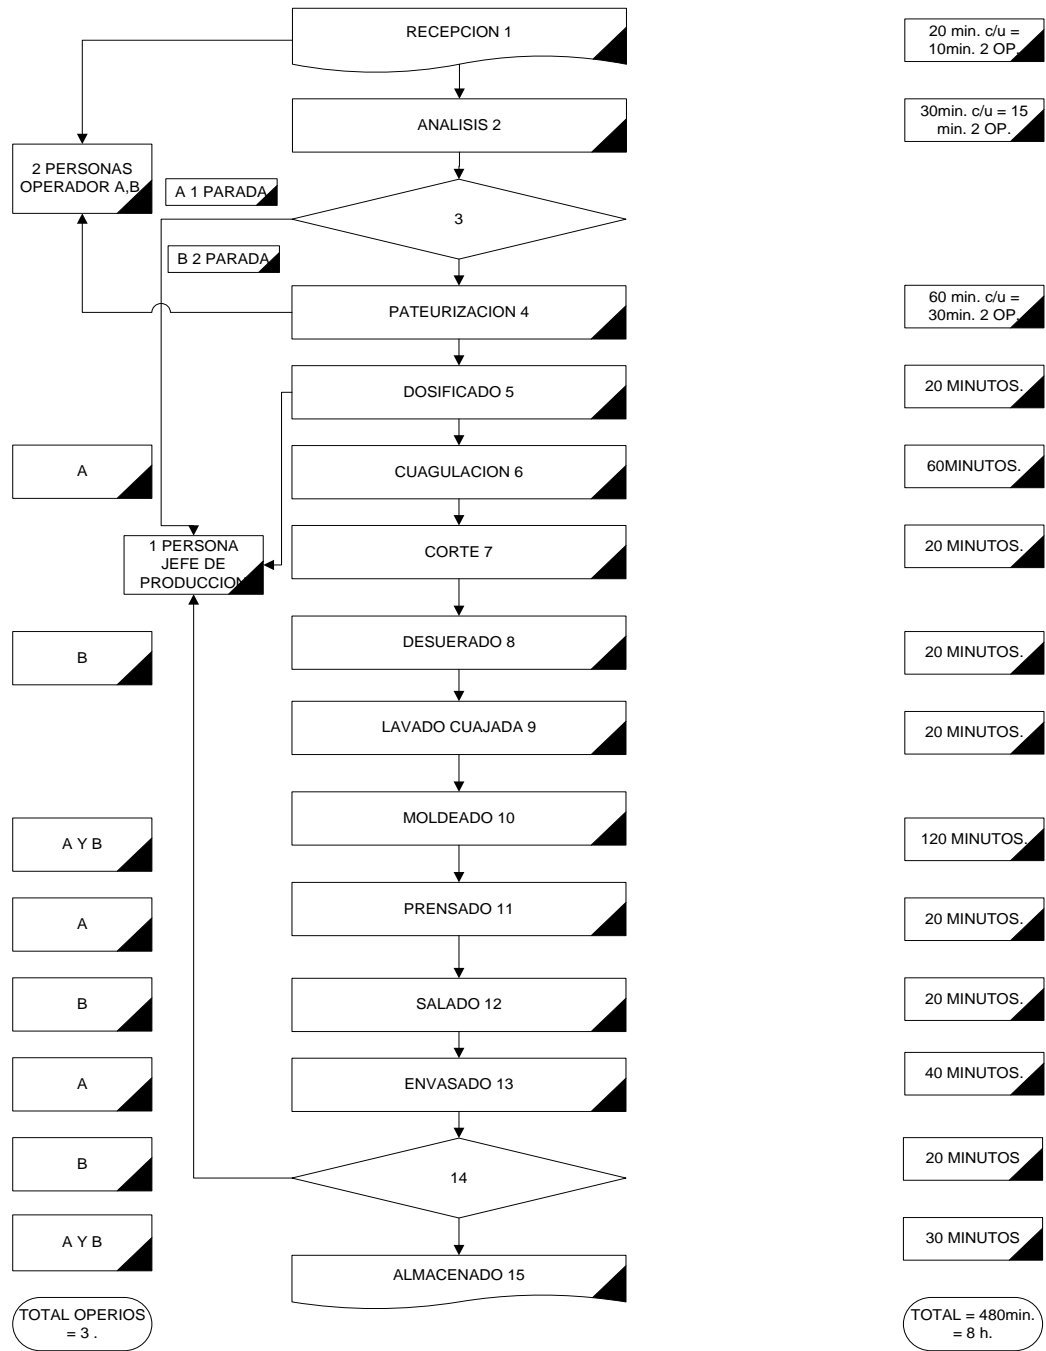 RECEPCION 1
20 min. c/u =
10min. 2 OP.
ANALISIS 2
30min. c/u = 15
min. 2 OP.
2 PERSONAS
OPERADOR A,B
A 1 PARADA
3
B 2 PARADA
PATEURIZACION 4
60 min. c/u =
30min. 2 OP.
DOSIFICADO 5
20 MINUTOS.
A
CUAGULACION 6
60MINUTOS.
1 PERSONA
JEFE DE
PRODUCCION
CORTE 7
20 MINUTOS.
B
DESUERADO 8
20 MINUTOS.
LAVADO CUAJADA 9
20 MINUTOS.
A Y B
MOLDEADO 10
120 MINUTOS.
A
PRENSADO 11
20 MINUTOS.
B
SALADO 12
20 MINUTOS.
A
ENVASADO 13
40 MINUTOS.
B
14
20 MINUTOS
A Y B
30 MINUTOS
ALMACENADO 15
TOTAL OPERIOS
= 3 .
TOTAL = 480min.
= 8 h.